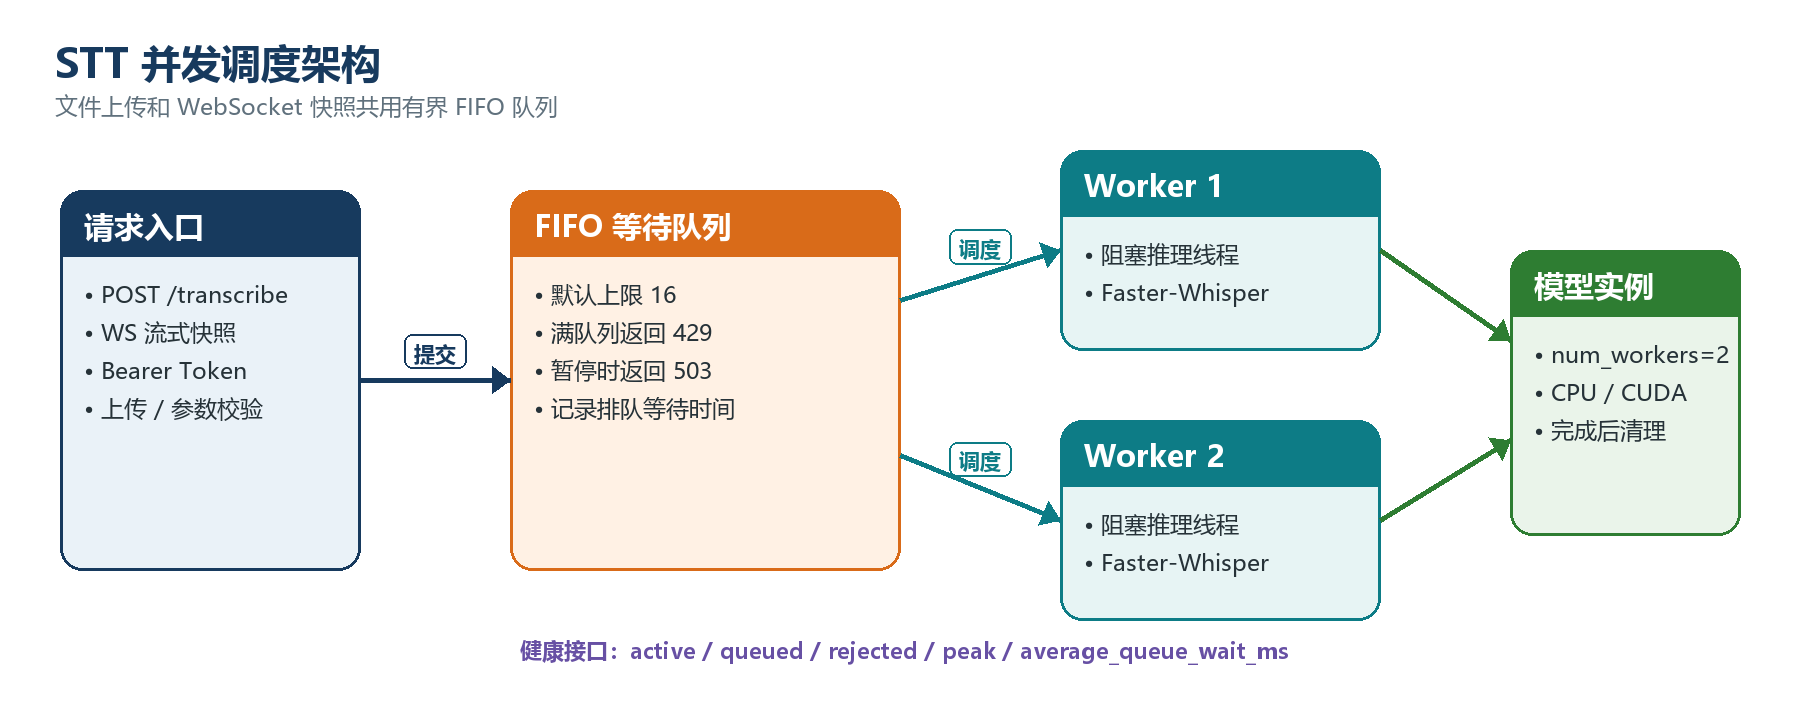 STT 并发调度架构
文件上传和 WebSocket 快照共用有界 FIFO 队列
请求入口
• POST /transcribe
• WS 流式快照
• Bearer Token
• 上传 / 参数校验
提交
FIFO 等待队列
• 默认上限 16
• 满队列返回 429
• 暂停时返回 503
• 记录排队等待时间
调度
调度
Worker 1
• 阻塞推理线程
• Faster-Whisper
Worker 2
• 阻塞推理线程
• Faster-Whisper
模型实例
• num_workers=2
• CPU / CUDA
• 完成后清理
健康接口：active / queued / rejected / peak / average_queue_wait_ms